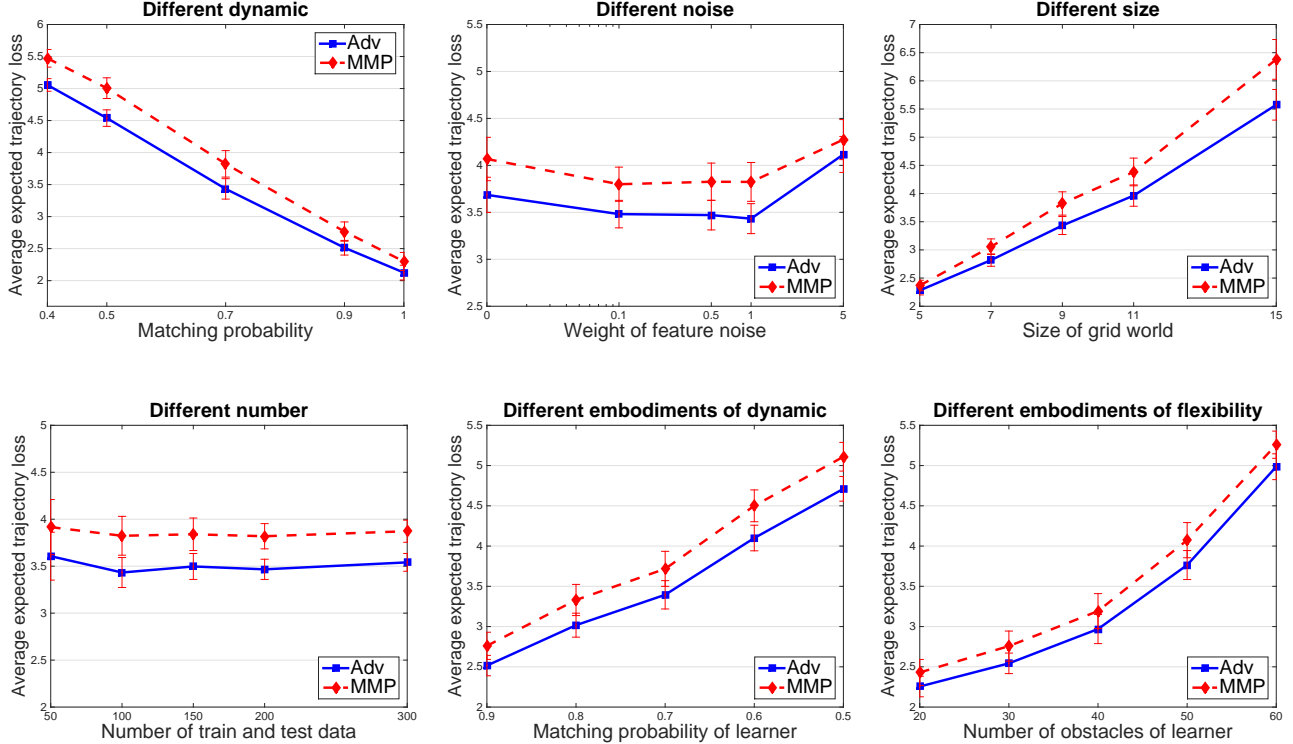 Different dynamic
Average expected trajectory loss
5.5
5
4.5
4
3.5
3
2.5
2
0.4 0.5 0.7 0.9 1
Matching probability
Adv
MMP
Different noise
Average expected trajectory loss
5.5
5
4.5
4
3.5
3
2.5
0 0.1 0.5 1 5
Weight of feature noise
Adv
MMP
Different size
Average expected trajectory loss
7
6.5
6
5.5
5
4.5
4
3.5
3
2.5
2
5 7 9 11 15
Size of grid world
Adv
MMP
Different number
Average expected trajectory loss
5
4.5
4
3.5
3
2.5
2
50 100 150 200 300
Number of train and test data
Adv
MMP
Different embodiments of dynamic
Average expected trajectory loss
5.5
5
4.5
4
3.5
3
2.5
2
0.9 0.8 0.7 0.6 0.5
Matching probability of learner
Adv
MMP
Different embodiments of flexibility
Average expected trajectory loss
5.5
5
4.5
4
3.5
3
2.5
2
20 30 40 50 60
Number of obstacles of learner
Adv
MMP